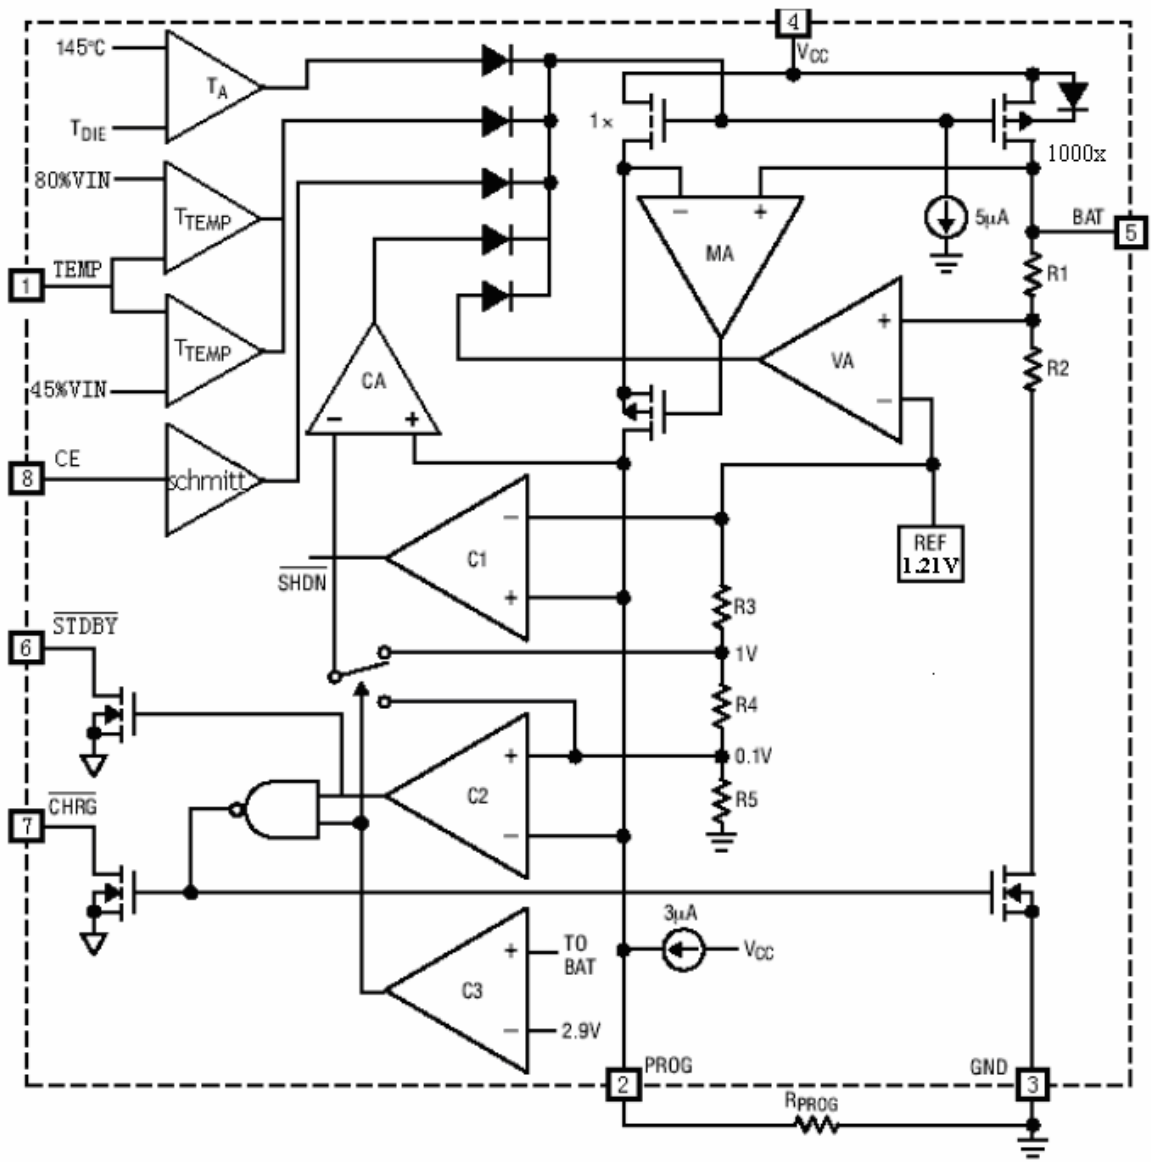 4
VCC
145°C
TA
TDIE
1×
1000x
80%VIN
TTEMP
− +
MA
5μA
BAT
5
1
TEMP
R1
TTEMP
+
VA
−
R2
45%VIN
CA
− +
8
CE
schmitt
REF
1.21V
−
C1
+
SHDN
R3
1V
6
STDBY
R4
+
0.1V
C2
−
R5
7
CHRG
3μA
VCC
+
TO
BAT
C3
−
2.9V
PROG
2
GND
3
RPROG